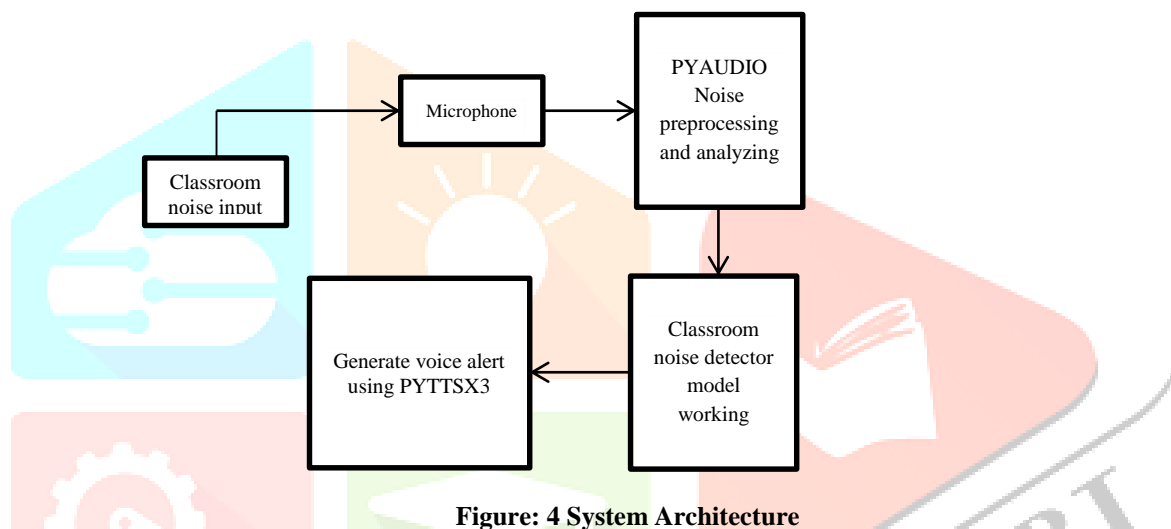 Classroom
noise input
Microphone
PYAUDIO
Noise
preprocessing
and analyzing
Classroom
noise detector
model
working
Generate voice alert
using PYTTSX3
Figure: 4 System Architecture